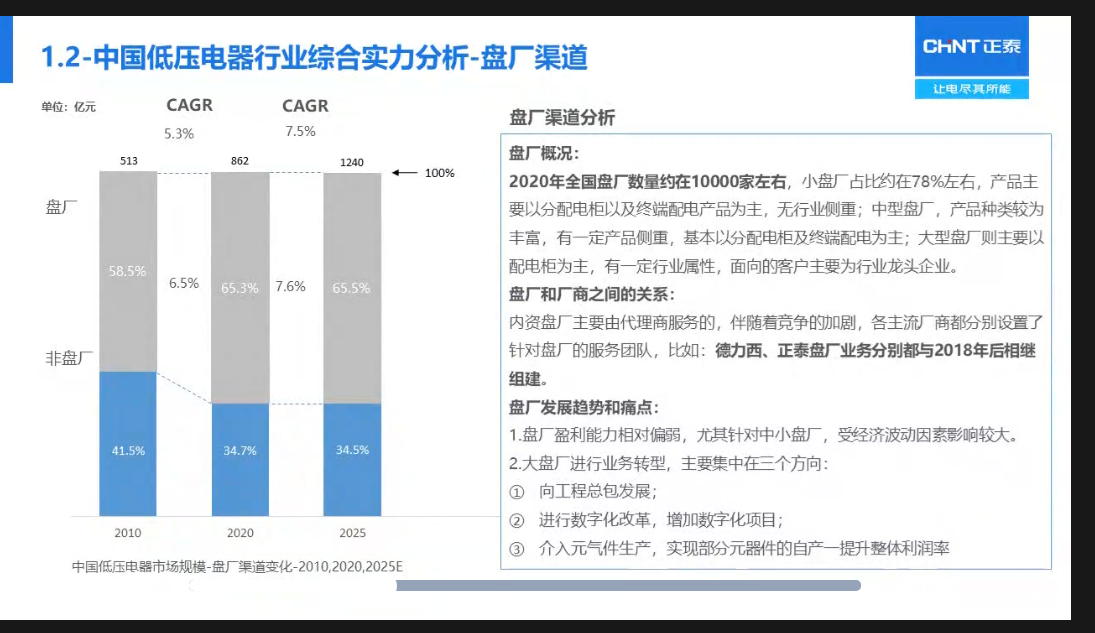 1.2-中国低压电器行业综合实力分析-盘厂渠道
CHNT 正泰
让电尽其所能
单位：亿元
CAGR
CAGR
5.3%
7.5%
513
862
1240
100%
盘厂
58.5%
6.5%
65.3%
7.6%
65.5%
非盘厂
41.5%
34.7%
34.5%
2010
2020
2025
中国低压电器市场规模-盘厂渠道变化-2010,2020,2025E
盘厂渠道分析
盘厂概况：
2020年全国盘厂数量约在10000家左右，小盘厂占比约在78%左右，产品主
要以分配电柜以及终端配电产品为主，无行业侧重；中型盘厂，产品种类较为
丰富，有一定产品侧重，基本以分配电柜及终端配电为主；大型盘厂则主要以
配电柜为主，有一定行业属性，面向的客户主要为行业龙头企业。
盘厂和厂商之间的关系：
内资盘厂主要由代理商服务的，伴随着竞争的加剧，各主流厂商都分别设置了
针对盘厂的服务团队，比如：德力西、正泰盘厂业务分别都与2018年后相继
组建。
盘厂发展趋势和痛点：
1.盘厂盈利能力相对偏弱，尤其针对中小盘厂，受经济波动因素影响较大。
2.大盘厂进行业务转型，主要集中在三个方向：
① 向工程总包发展；
② 进行数字化改革，增加数字化项目；
③ 介入元气件生产，实现部分元器件的自产一提升整体利润率